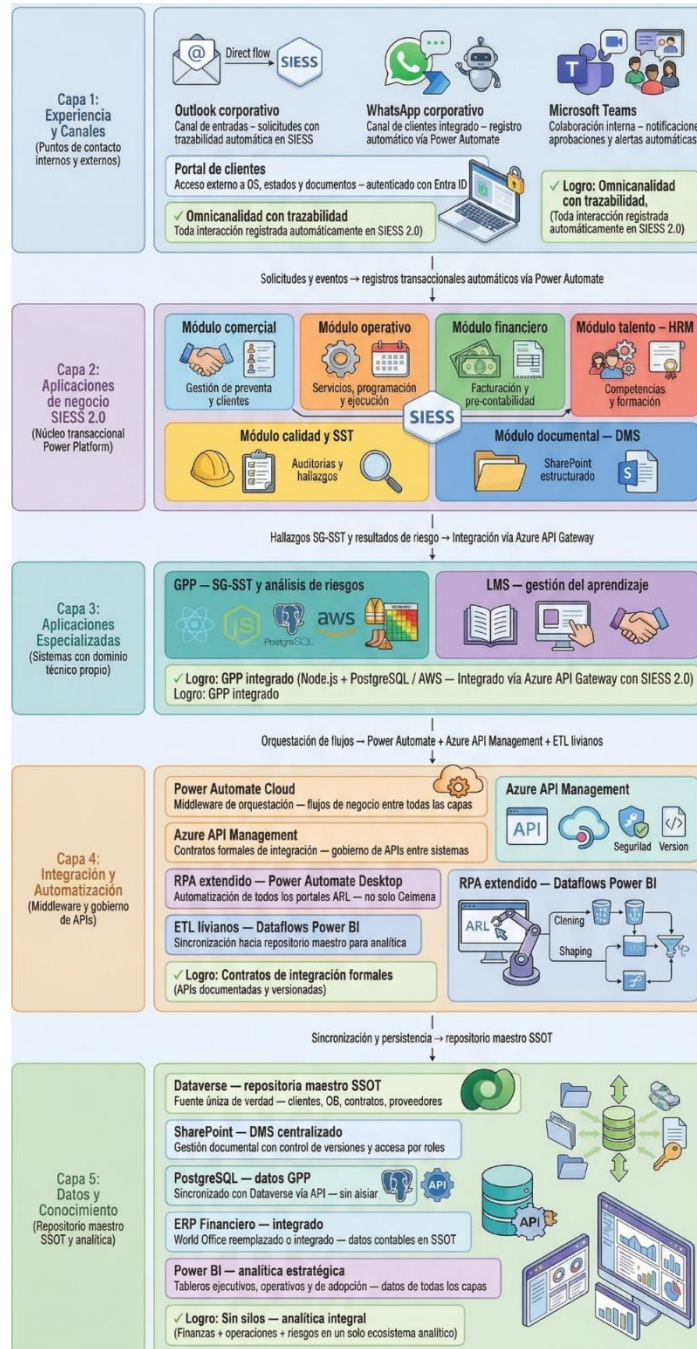 Capa 1:
Experiencia
y Canales
(Puntos de contacto
internos y externos)
@
Direct flow
SIESS
Outlook corporativo
Canal de entradas – solicitudes con
trazabilidad automática en SIESS
WhatsApp corporativo
Canal de clientes integrado – registro
automático vía Power Automate
T
Microsoft Teams
Colaboración interna – notificacione
aprobaciones y alertas automáticas
Portal de clientes
Acceso externo a OS, estados y documentos – autenticado con Entra ID
✓ Omnicanalidad con trazabilidad
Toda interacción registrada automáticamente en SIESS 2.0)
✓ Logro: Omnicanalidad
con trazabilidad,
(Toda interacción registrada
automáticamente en SIESS 2.0)
Solicitudes y eventos → registros transaccionales automáticos vía Power Automate
Capa 2:
Aplicaciones
de negocio
SIESS 2.0
(Núcleo transaccional
Power Platform)
Módulo comercial
Gestión de preventa
y clientes
Módulo operativo
Servicios, programación
y ejecución
Módulo financiero
Facturación y
pre-contabilidad
Módulo talento – HRM
Competencias
y formación
SIESS
Módulo calidad y SST
Auditorias y
hallazgos
Módulo documental — DMS
SharePoint
estructurado
S
Hallazgos SG-SST y resultados de riesgo → Integración vía Azure API Gateway
Capa 3:
Aplicaciones
Especializadas
(Sistemas con dominio
técnico propio)
GPP — SG-SST y análisis de riesgos
JS
PostgreSQL
aws
LMS — gestión del aprendizaje
✓ Logro: GPP integrado (Node.js + PostgreSQL / AWS — Integrado vía Azure API Gateway con SIESS 2.0)
Logro: GPP integrado
Orquestación de flujos → Power Automate + Azure API Management + ETL livianos
Capa 4:
Integración y
Automatización
(Middleware y gobierno
de APIs)
Power Automate Cloud
Middleware de orquestación — flujos de negocio entre todas las capas
Azure API Management
Contratos formales de integración — gobierno de APIs entre sistemas
RPA extendido — Power Automate Desktop
Automatización de todos los portales ARL — no solo Ceimena
ETL lívianos — Dataflows Power BI
Sincronización hacia repositorio maestro para analítica
✓ Logro: Contratos de integración formales
(APIs documentadas y versionadas)
Azure API Management
API
</>
Segurilad
Version
RPA extendido — Dataflows Power BI
ARL
Clening
Shaping
Sincronización y persistencia → repositorio maestro SSOT
Capa 5:
Datos y
Conocimiento
(Repositorio maestro
SSOT y analítica)
Dataverse — repositoria maestro SSOT
Fuente úniza de verdad — clientes, OB, contratos, proveedores
SharePoint — DMS centralizado
Gestión documental con control de versiones y accesa por roles
PostgreSQL — datos GPP
Sincronizado con Dataverse vía API — sin aisiar
API
ERP Financiero — integrado
World Office reemplazado o integrado — datos contables en SSOT
Power BI — analítica estratégica
Tableros ejecutivos, operativos y de adopción — datos de todas los capas
✓ Logro: Sin silos — analítica integral
(Finanzas + operaciones + riesgos en un solo ecosistema analítico)
API